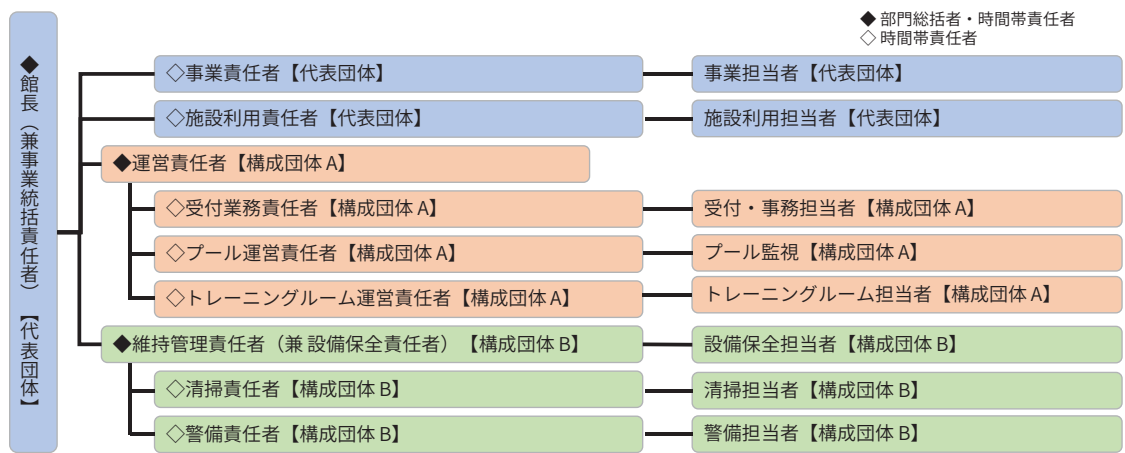 ◆ 部門総括者・時間帯責任者
◇ 時間帯責任者
◆館長（兼事業統括責任者）【代表団体】
◇事業責任者【代表団体】
事業担当者【代表団体】
◇施設利用責任者【代表団体】
施設利用担当者【代表団体】
◆運営責任者【構成団体 A】
◇受付業務責任者【構成団体 A】
受付・事務担当者【構成団体 A】
◇プール運営責任者【構成団体 A】
プール監視【構成団体 A】
◇トレーニングルーム運営責任者【構成団体 A】
トレーニングルーム担当者【構成団体 A】
◆維持管理責任者（兼 設備保全責任者）【構成団体 B】
設備保全担当者【構成団体 B】
◇清掃責任者【構成団体 B】
清掃担当者【構成団体 B】
◇警備責任者【構成団体 B】
警備担当者【構成団体 B】